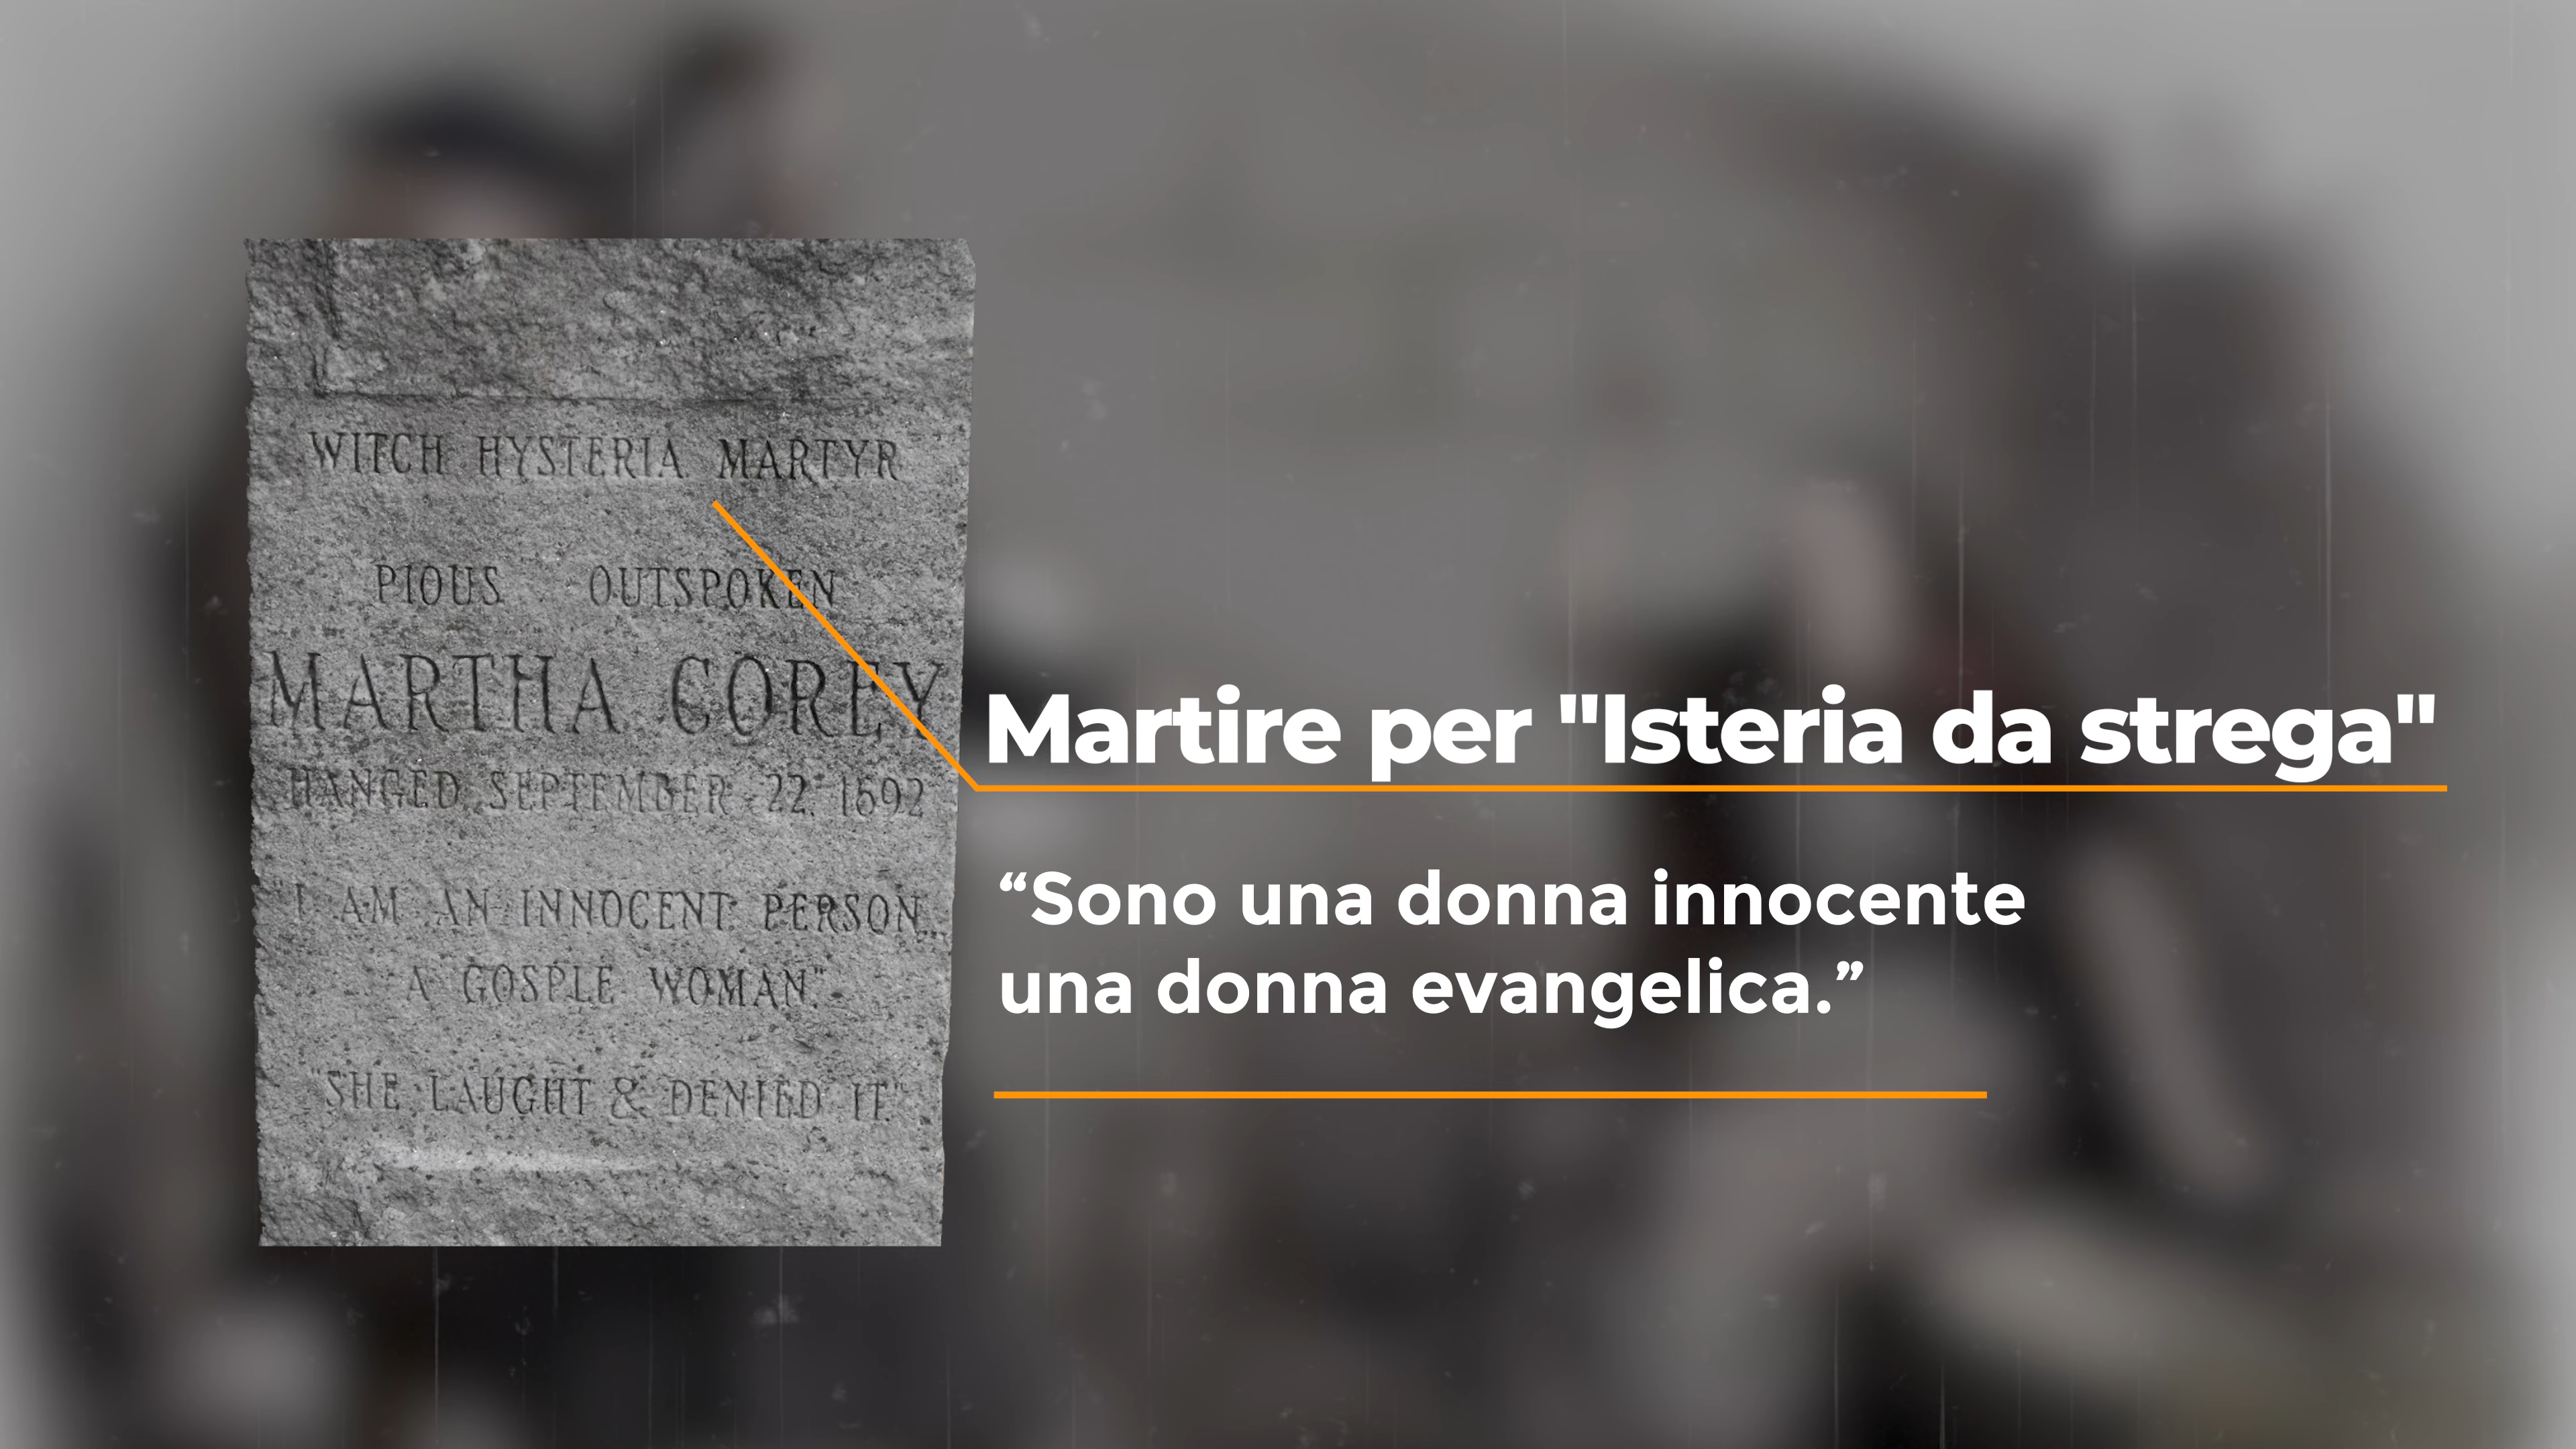 WITCH HYSTERIA MARTYR
PIOUS OUTSPOKEN
MARTHA COREY
HANGED SEPTEMBER 22, 1692
"I AM AN INNOCENT PERSON...
A GOSPLE WOMAN."
"SHE LAUGHT & DENIED IT"
Martire per "Isteria da strega"
“Sono una donna innocente
una donna evangelica.”